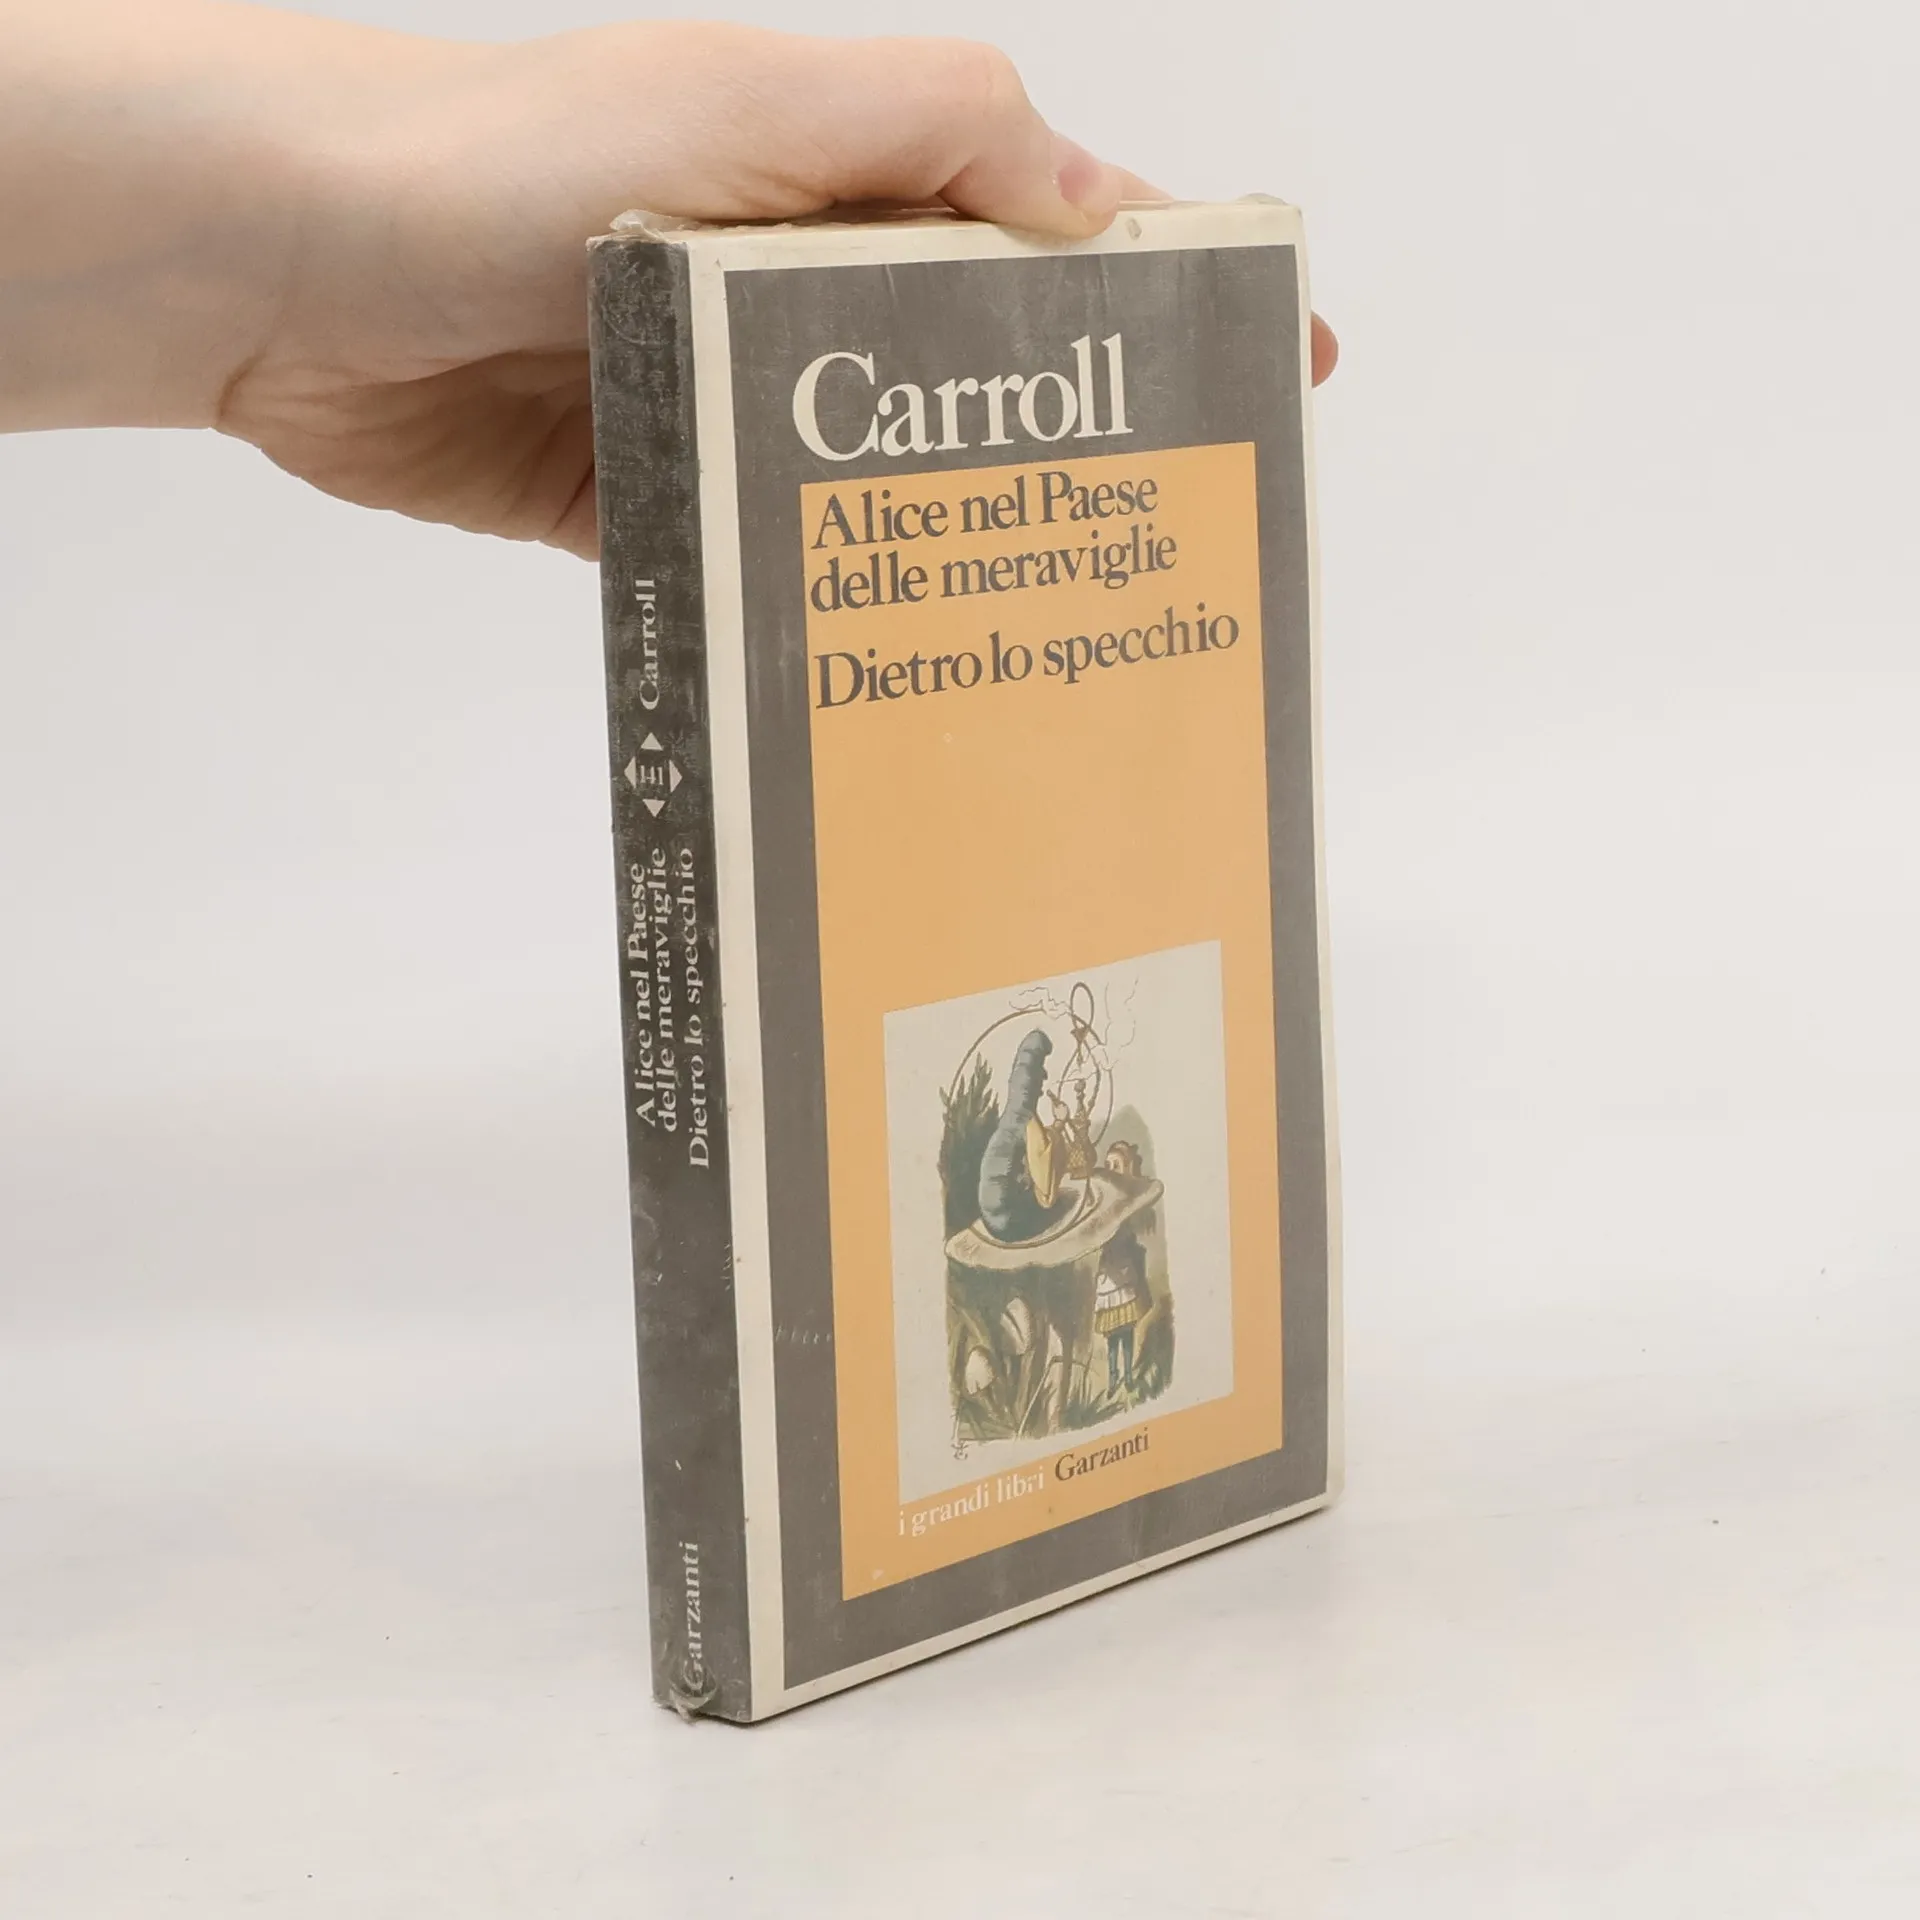 Carroll
Alice nel Paese
delle meraviglie
Dietro lo specchio
i grandi libri Garzanti
Carroll
Alice nel Paese
delle meraviglie
Dietro lo specchio
Garzanti